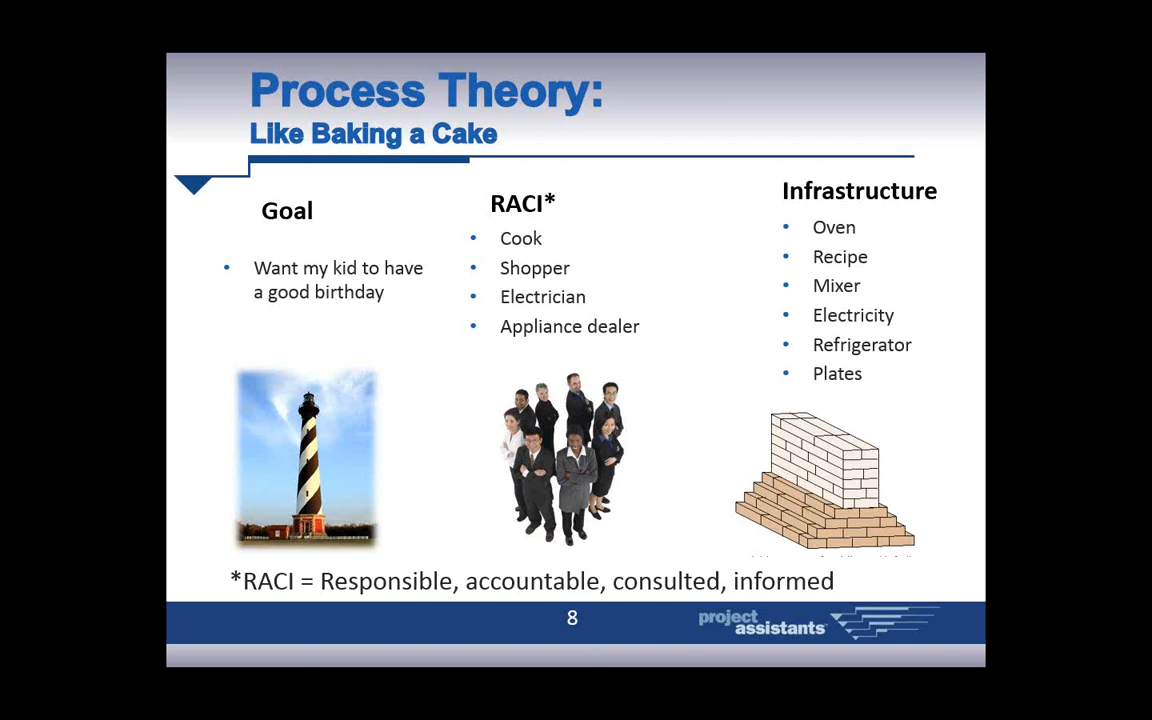 Process Theory:
Like Baking a Cake
Goal
• Want my kid to have
a good birthday
RACI*
• Cook
• Shopper
• Electrician
• Appliance dealer
Infrastructure
• Oven
• Recipe
• Mixer
• Electricity
• Refrigerator
• Plates
*RACI = Responsible, accountable, consulted, informed
8
project
assistants